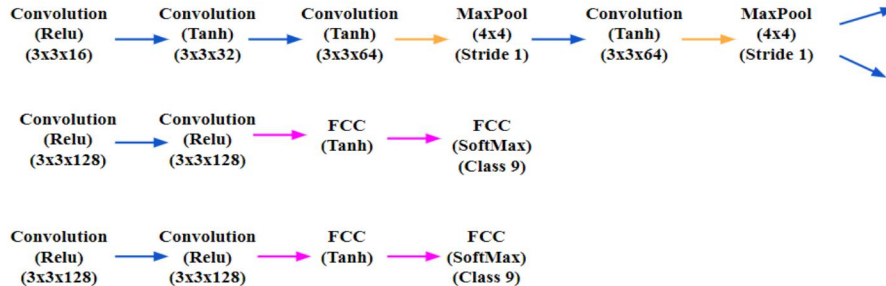 Convolution
(Relu)
(3x3x16)
Convolution
(Tanh)
(3x3x32)
Convolution
(Tanh)
(3x3x64)
MaxPool
(4x4)
(Stride 1)
Convolution
(Tanh)
(3x3x64)
MaxPool
(4x4)
(Stride 1)
Convolution
(Relu)
(3x3x128)
Convolution
(Relu)
(3x3x128)
FCC
(Tanh)
FCC
(SoftMax)
(Class 9)
Convolution
(Relu)
(3x3x128)
Convolution
(Relu)
(3x3x128)
FCC
(Tanh)
FCC
(SoftMax)
(Class 9)